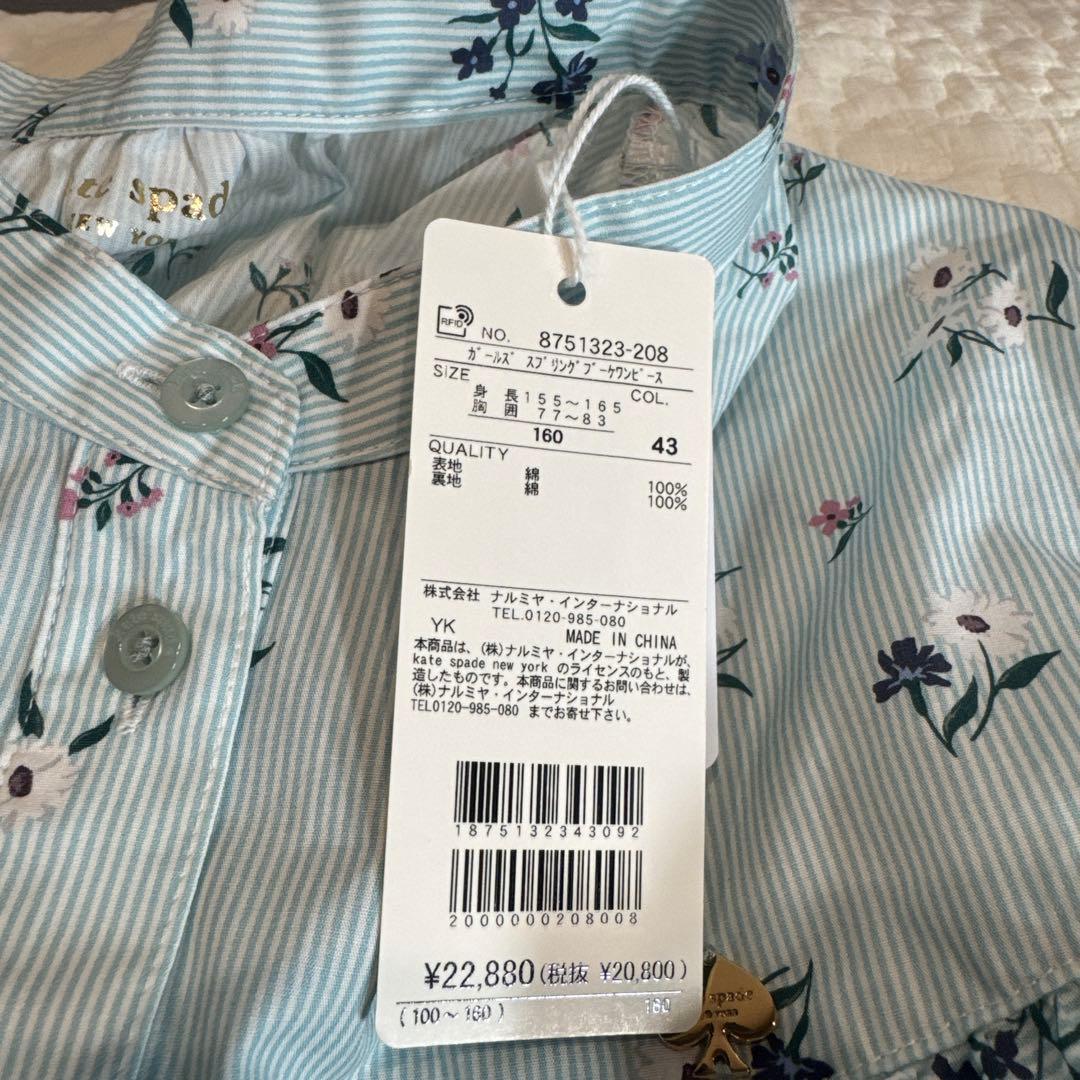 spad
NEW YO
RFID
NO. 8751323-208
ｶﾞｰﾙｽﾞ ｽﾌﾟﾘﾝｸﾞﾌﾞｰｹﾜﾝﾋﾟｰｽ
SIZE COL.
身長 155～165
胸囲 77～83
160 43
QUALITY
表地 綿 100%
裏地 綿 100%
株式会社 ナルミヤ・インターナショナル
TEL.0120-985-080
YK MADE IN CHINA
本商品は、(株)ナルミヤ・インターナショナルが、
kate spade new york のライセンスのもと、製
造したものです。本商品に関するお問い合わせは、
(株)ナルミヤ・インターナショナル
TEL0120-985-080 までお寄せ下さい。
1875132343092
2000000208008
¥22,880(税抜 ¥20,800)
(100～160) 160
spade